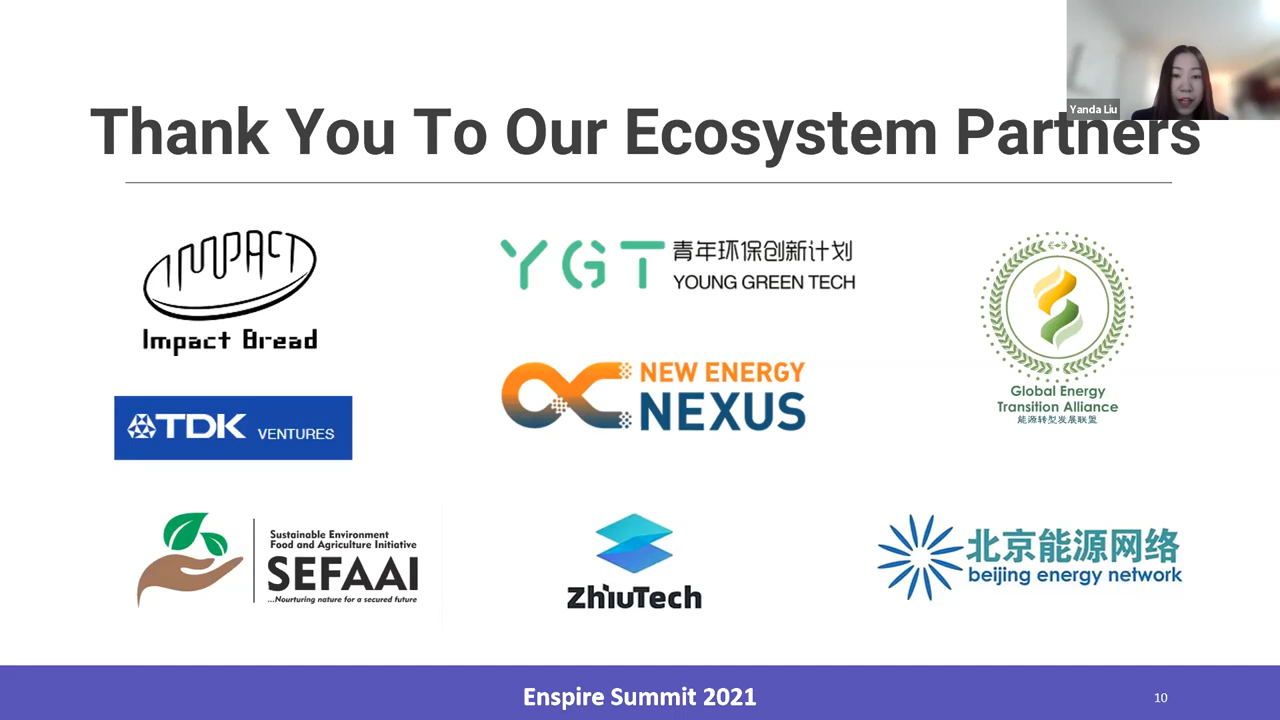 Yanda Liu
Thank You To Our Ecosystem Partners
IMPACT
Impact Bread
YGT
青年环保创新计划
YOUNG GREEN TECH
Global Energy
Transition Alliance
能源转型发展联盟
TDK VENTURES
NEW ENERGY
NEXUS
Sustainable Environment
Food and Agriculture Initiative
SEFAAI
...Nourturing nature for a secured future
ZhiuTech
北京能源网络
beijing energy network
Enspire Summit 2021
10